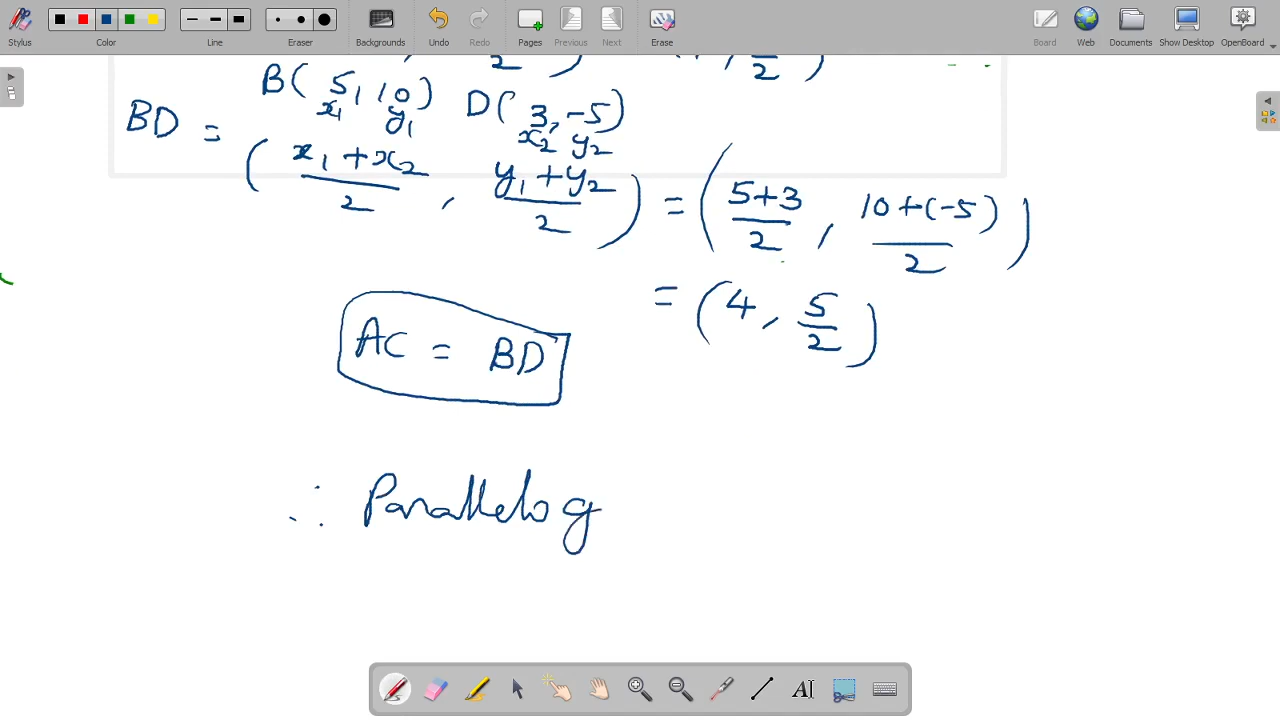 Stylus Color Line Eraser Backgrounds Undo Redo Pages Previous Next Erase Board Web Documents Show Desktop OpenBoard
2 ) , 2 )
B( 5, 10) D( 3, -5)
x1 y1 x2 y2
BD = ( x1 + x2 / 2 , y1 + y2 / 2 ) = ( 5+3 / 2 , 10+(-5) / 2 )
= ( 4 , 5 / 2 )
AC = BD
∴ Parallelog